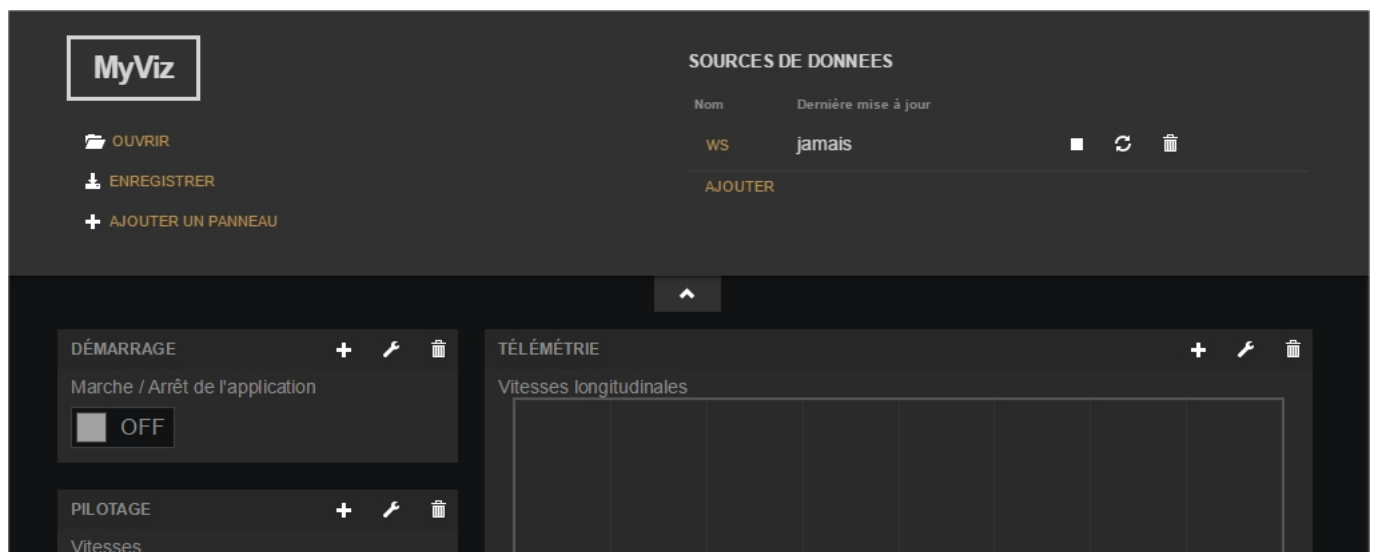 MyViz
OUVRIR
ENREGISTRER
AJOUTER UN PANNEAU
SOURCES DE DONNEES
Nom Dernière mise à jour
WS jamais
AJOUTER
DÉMARRAGE
Marche / Arrêt de l'application
OFF
PILOTAGE
Vitesses
TÉLÉMÉTRIE
Vitesses longitudinales